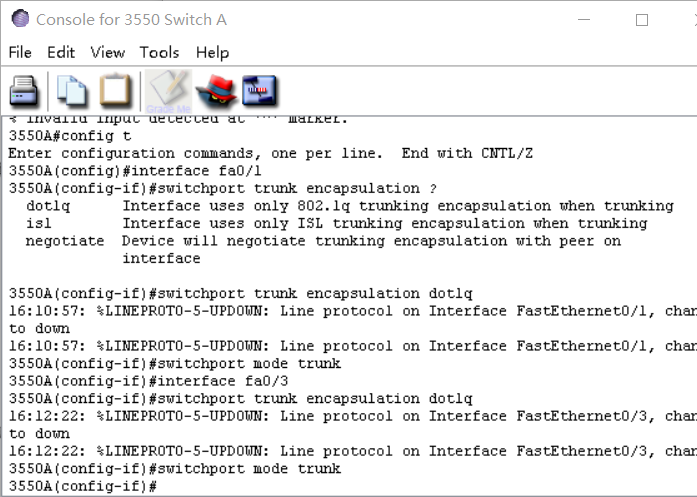 Console for 3550 Switch A
File Edit View Tools Help
Grade Me
% Invalid input detected at '^' marker.
3550A#config t
Enter configuration commands, one per line.  End with CNTL/Z
3550A(config)#interface fa0/1
3550A(config-if)#switchport trunk encapsulation ?
dot1q      Interface uses only 802.1q trunking encapsulation when trunking
isl        Interface uses only ISL trunking encapsulation when trunking
negotiate  Device will negotiate trunking encapsulation with peer on
interface
3550A(config-if)#switchport trunk encapsulation dot1q
16:10:57: %LINEPROTO-5-UPDOWN: Line protocol on Interface FastEthernet0/1, chan
to down
16:10:57: %LINEPROTO-5-UPDOWN: Line protocol on Interface FastEthernet0/1, chan
3550A(config-if)#switchport mode trunk
3550A(config-if)#interface fa0/3
3550A(config-if)#switchport trunk encapsulation dot1q
16:12:22: %LINEPROTO-5-UPDOWN: Line protocol on Interface FastEthernet0/3, chan
to down
16:12:22: %LINEPROTO-5-UPDOWN: Line protocol on Interface FastEthernet0/3, chan
3550A(config-if)#switchport mode trunk
3550A(config-if)#